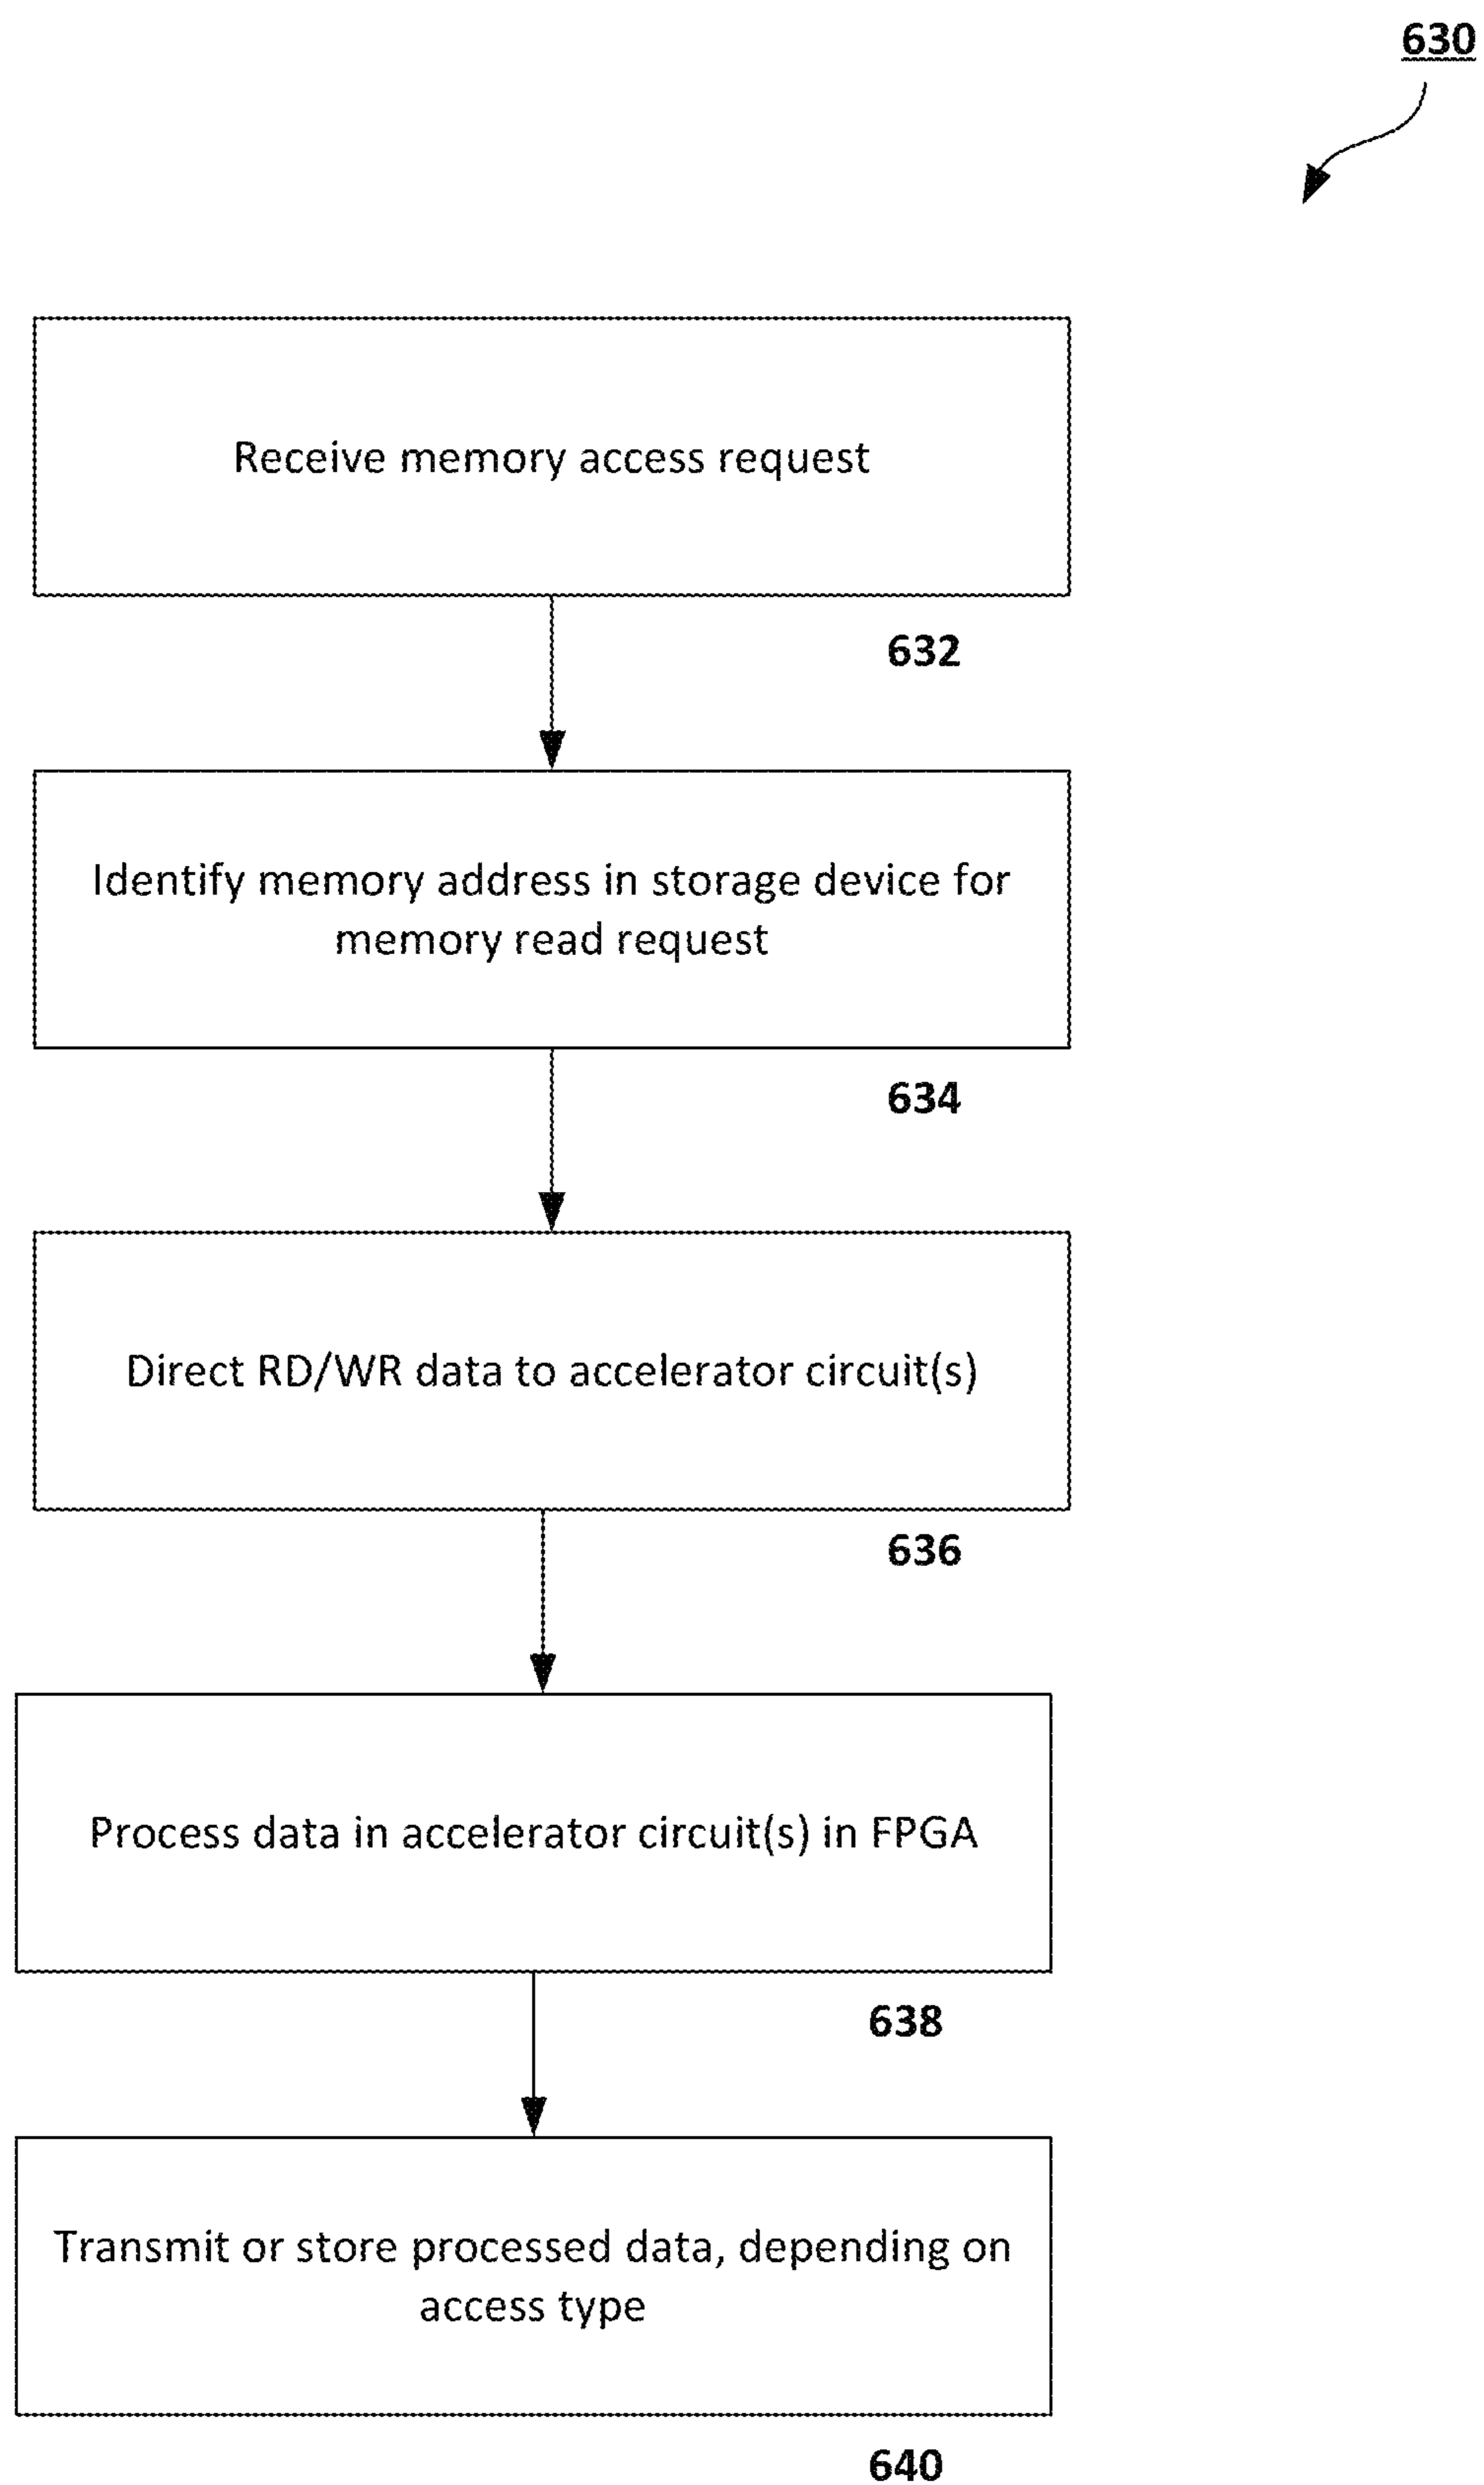 630
Receive memory access request
632
Identify memory address in storage device for
memory read request
634
Direct RD/WR data to accelerator circuit(s)
636
Process data in accelerator circuit(s) in FPGA
638
Transmit or store processed data, depending on
access type
640